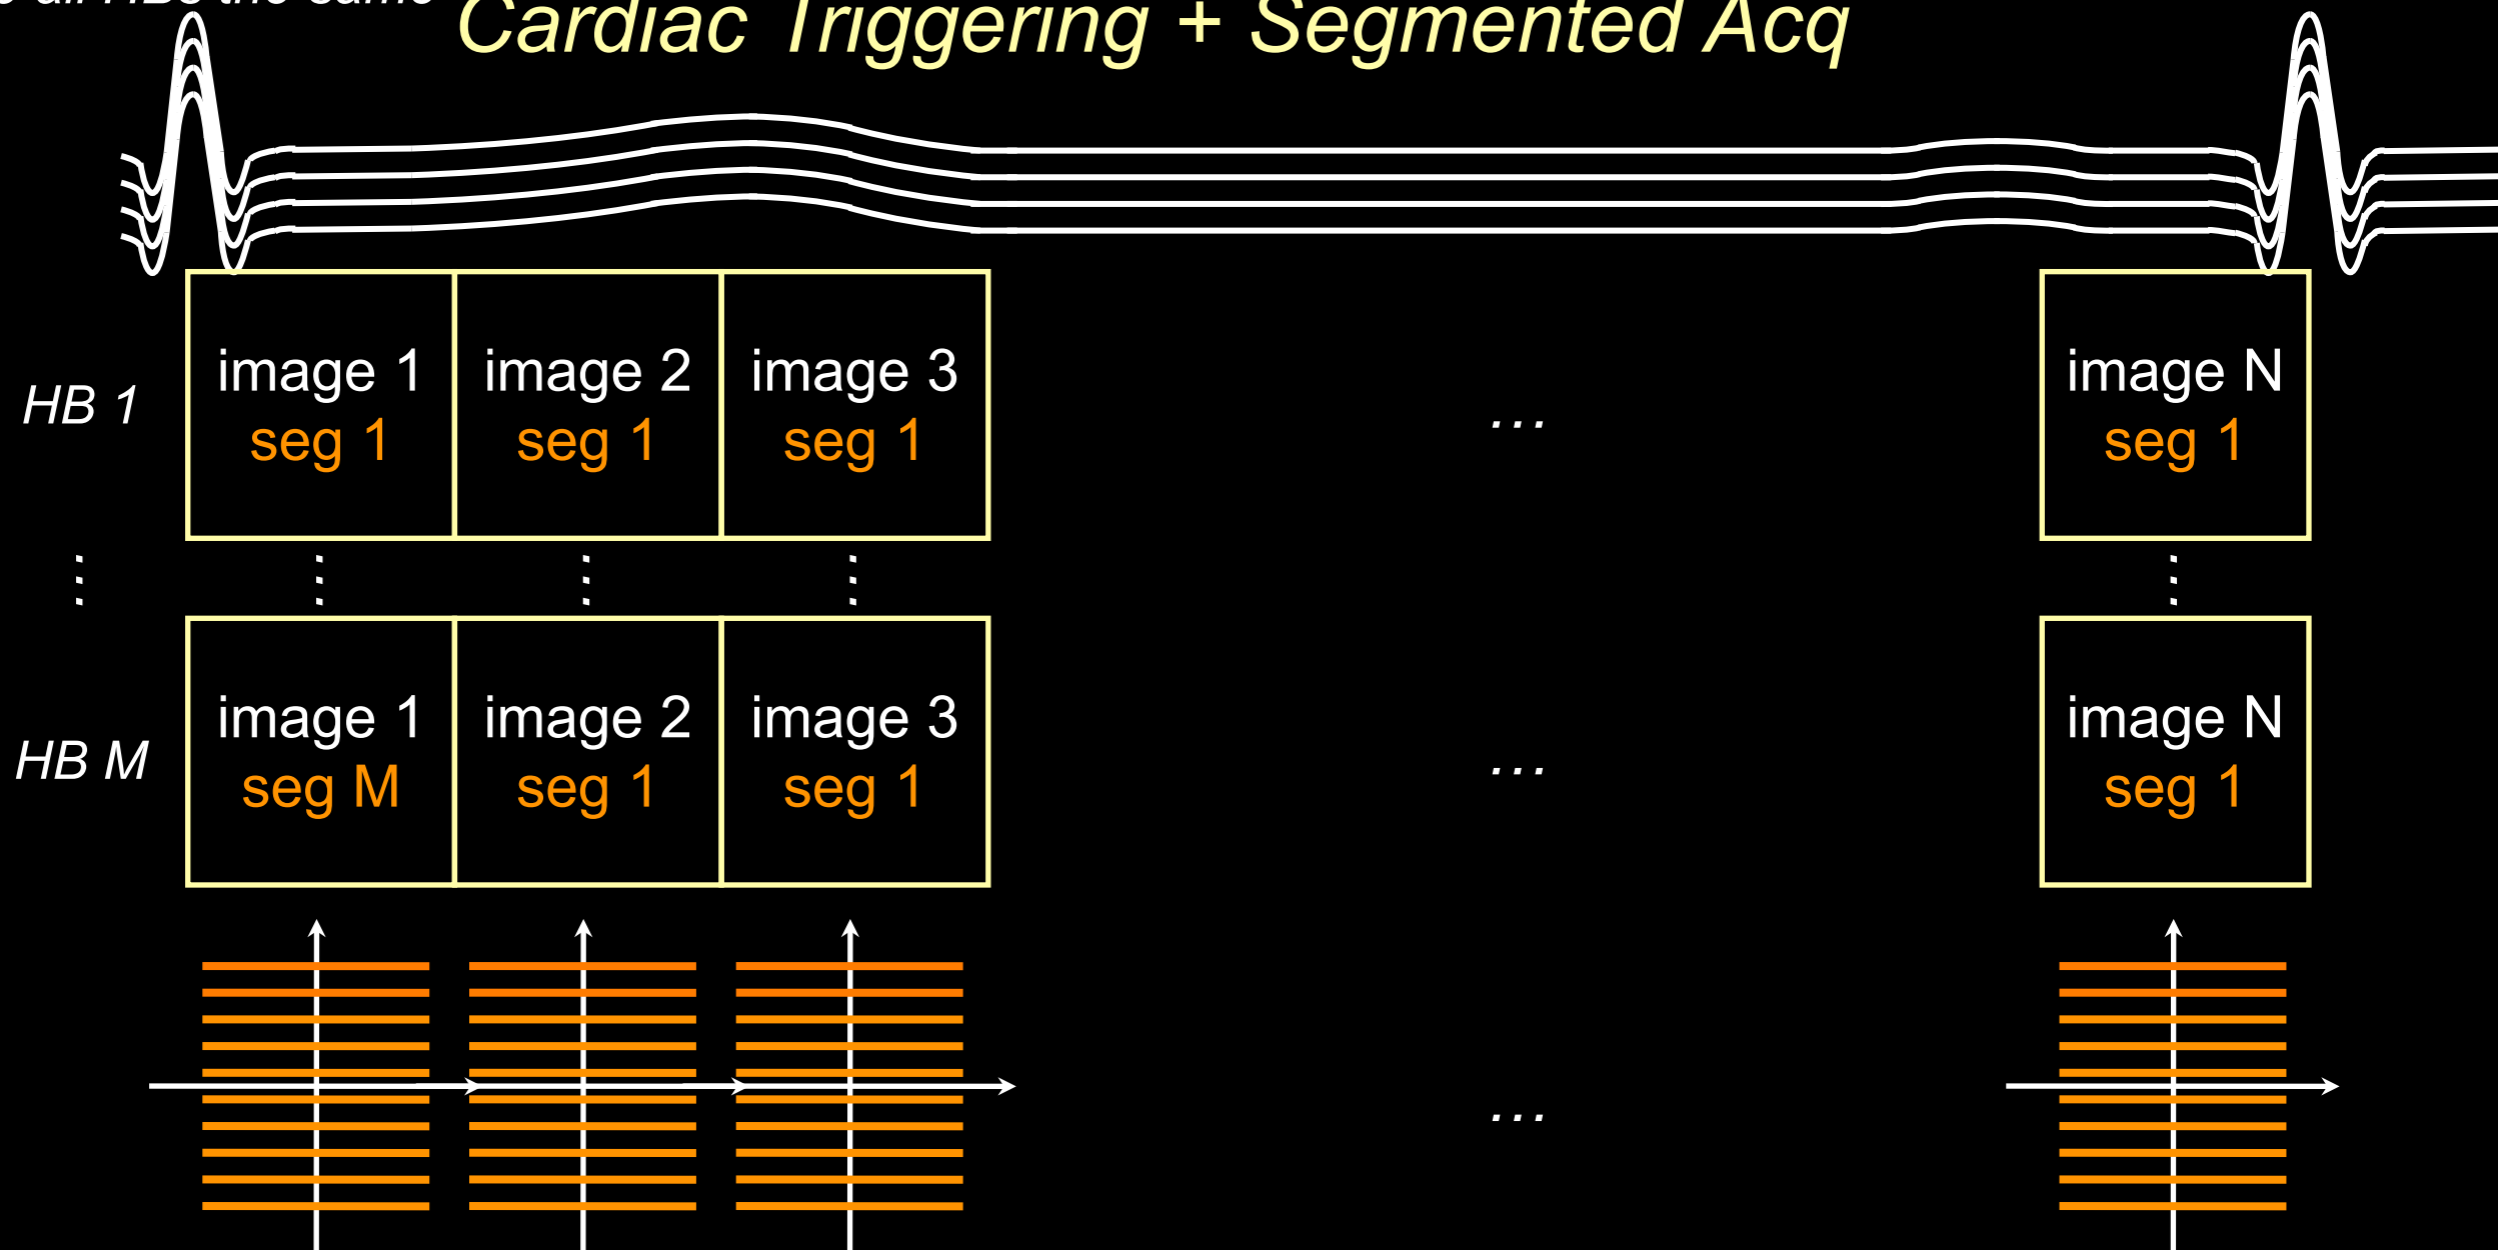 Cardiac Triggering + Segmented Acq
HB 1
image 1
seg 1
image 2
seg 1
image 3
seg 1
...
image N
seg 1
HB M
image 1
seg M
image 2
seg 1
image 3
seg 1
...
image N
seg 1
...